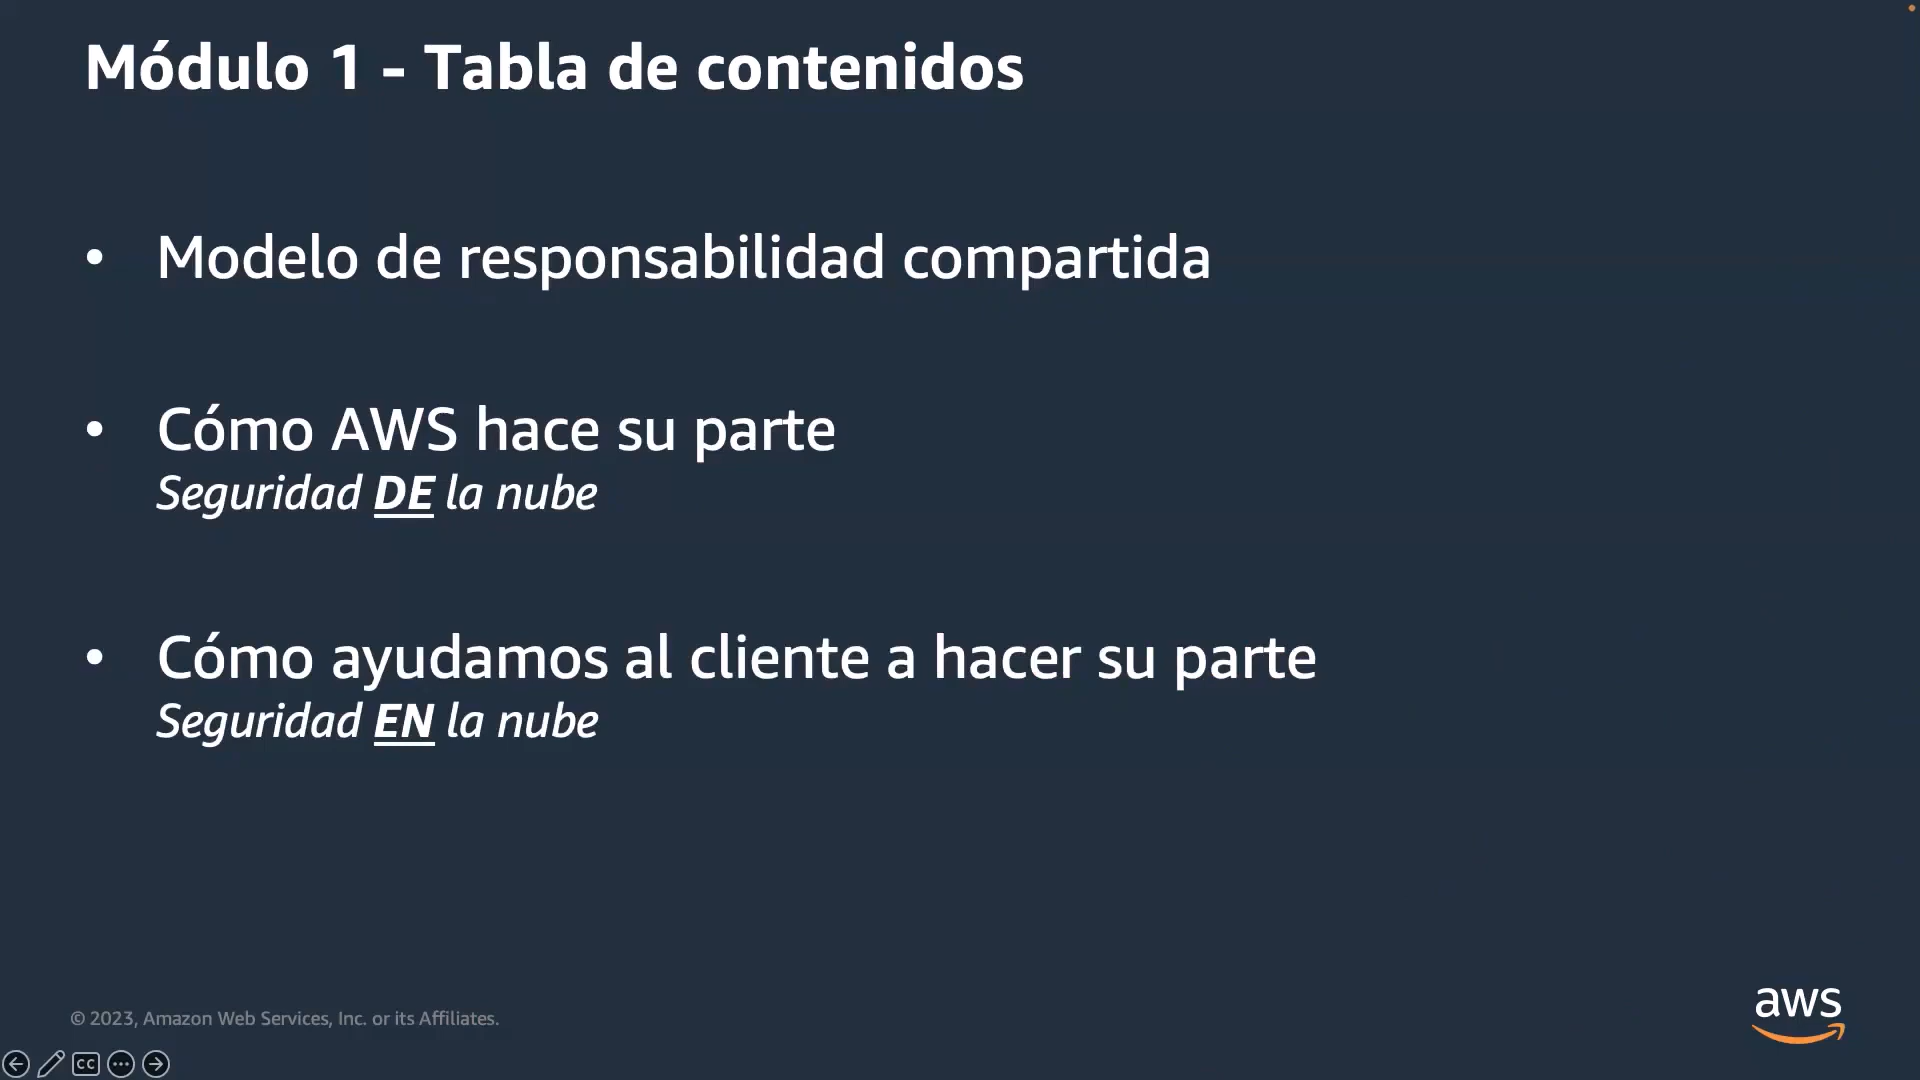 Módulo 1 - Tabla de contenidos
• Modelo de responsabilidad compartida
• Cómo AWS hace su parte
Seguridad DE la nube
• Cómo ayudamos al cliente a hacer su parte
Seguridad EN la nube
© 2023, Amazon Web Services, Inc. or its Affiliates.
aws
CC